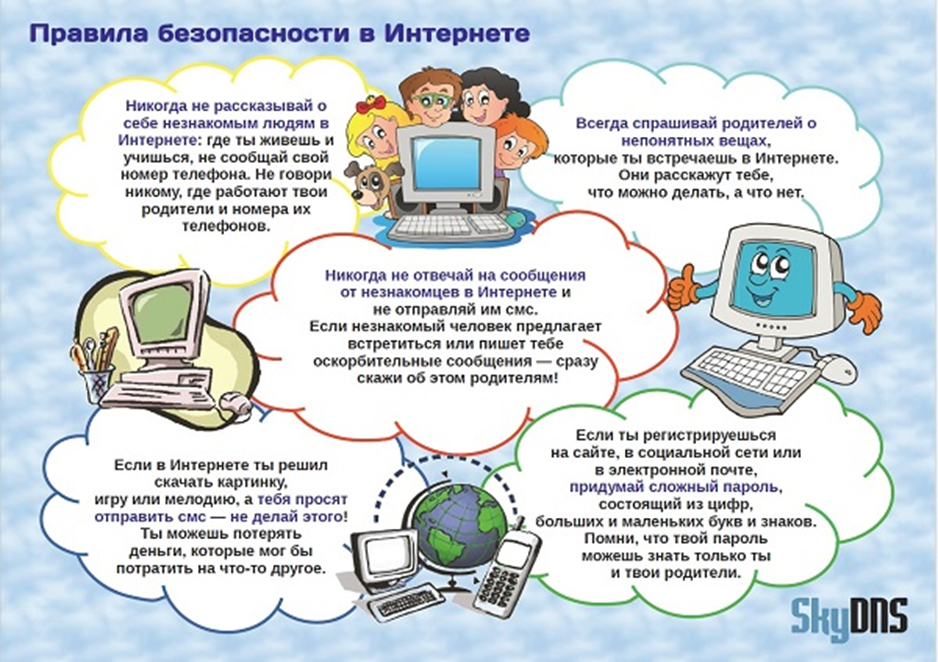 Правила безопасности в Интернете
Никогда не рассказывай о
себе незнакомым людям в
Интернете: где ты живешь и
учишься, не сообщай свой
номер телефона. Не говори
никому, где работают твои
родители и номера их
телефонов.
Всегда спрашивай родителей о
непонятных вещах,
которые ты встречаешь в Интернете.
Они расскажут тебе,
что можно делать, а что нет.
Никогда не отвечай на сообщения
от незнакомцев в Интернете и
не отправляй им смс.
Если незнакомый человек предлагает
встретиться или пишет тебе
оскорбительные сообщения — сразу
скажи об этом родителям!
Если в Интернете ты решил
скачать картинку,
игру или мелодию, а тебя просят
отправить смс — не делай этого!
Ты можешь потерять
деньги, которые мог бы
потратить на что-то другое.
Если ты регистрируешься
на сайте, в социальной сети или
в электронной почте,
придумай сложный пароль,
состоящий из цифр,
больших и маленьких букв и знаков.
Помни, что твой пароль
можешь знать только ты
и твои родители.
SkyDNS